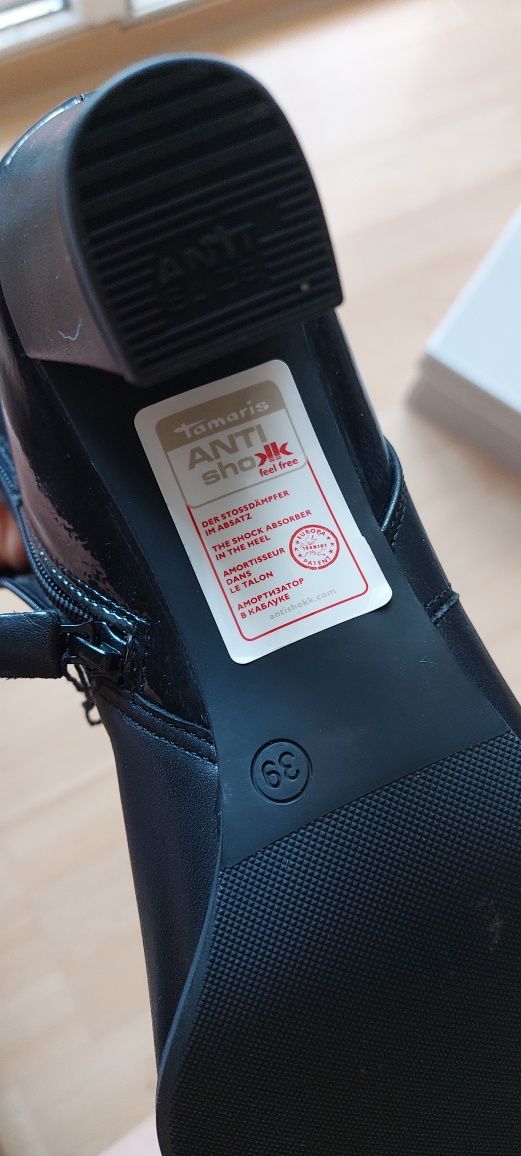 ANTI
tamaris
ANTI
shokk
feel free
DER STOSSDÄMPFER
IM ABSATZ
THE SHOCK ABSORBER
IN THE HEEL
AMORTISSEUR
DANS
LE TALON
АМОРТИЗАТОР
В КАБЛУКЕ
EUROPA
PATENT
antishokk.com
39